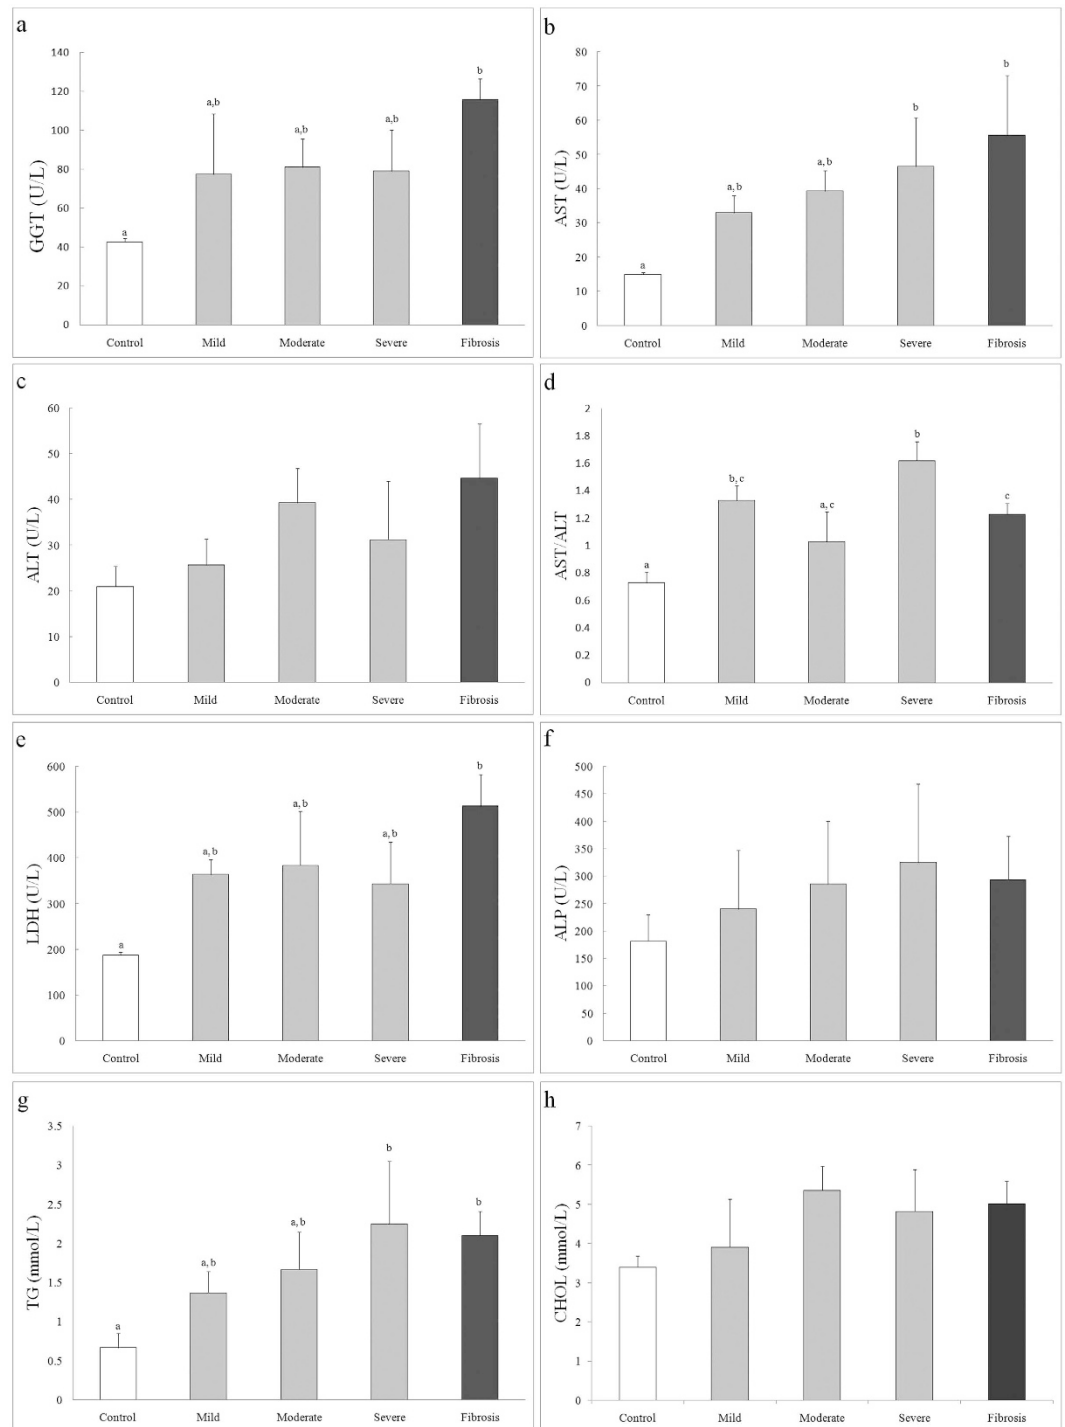 a
GGT (U/L)
140
120
100
80
60
40
20
0
a
a,b
a,b
a,b
b
Control Mild Moderate Severe Fibrosis
b
AST (U/L)
80
70
60
50
40
30
20
10
0
a
a, b
a, b
b
b
Control Mild Moderate Severe Fibrosis
c
ALT (U/L)
60
50
40
30
20
10
0
Control Mild Moderate Severe Fibrosis
d
AST/ALT
2
1.8
1.6
1.4
1.2
1
0.8
0.6
0.4
0.2
0
a
b, c
a, c
b
c
Control Mild Moderate Severe Fibrosis
e
LDH (U/L)
600
500
400
300
200
100
0
a
a, b
a, b
a, b
b
Control Mild Moderate Severe Fibrosis
f
ALP (U/L)
500
450
400
350
300
250
200
150
100
50
0
Control Mild Moderate Severe Fibrosis
g
TG (mmol/L)
3.5
3
2.5
2
1.5
1
0.5
0
a
a, b
a, b
b
b
Control Mild Moderate Severe Fibrosis
h
CHOL (mmol/L)
7
6
5
4
3
2
1
0
Control Mild Moderate Severe Fibrosis